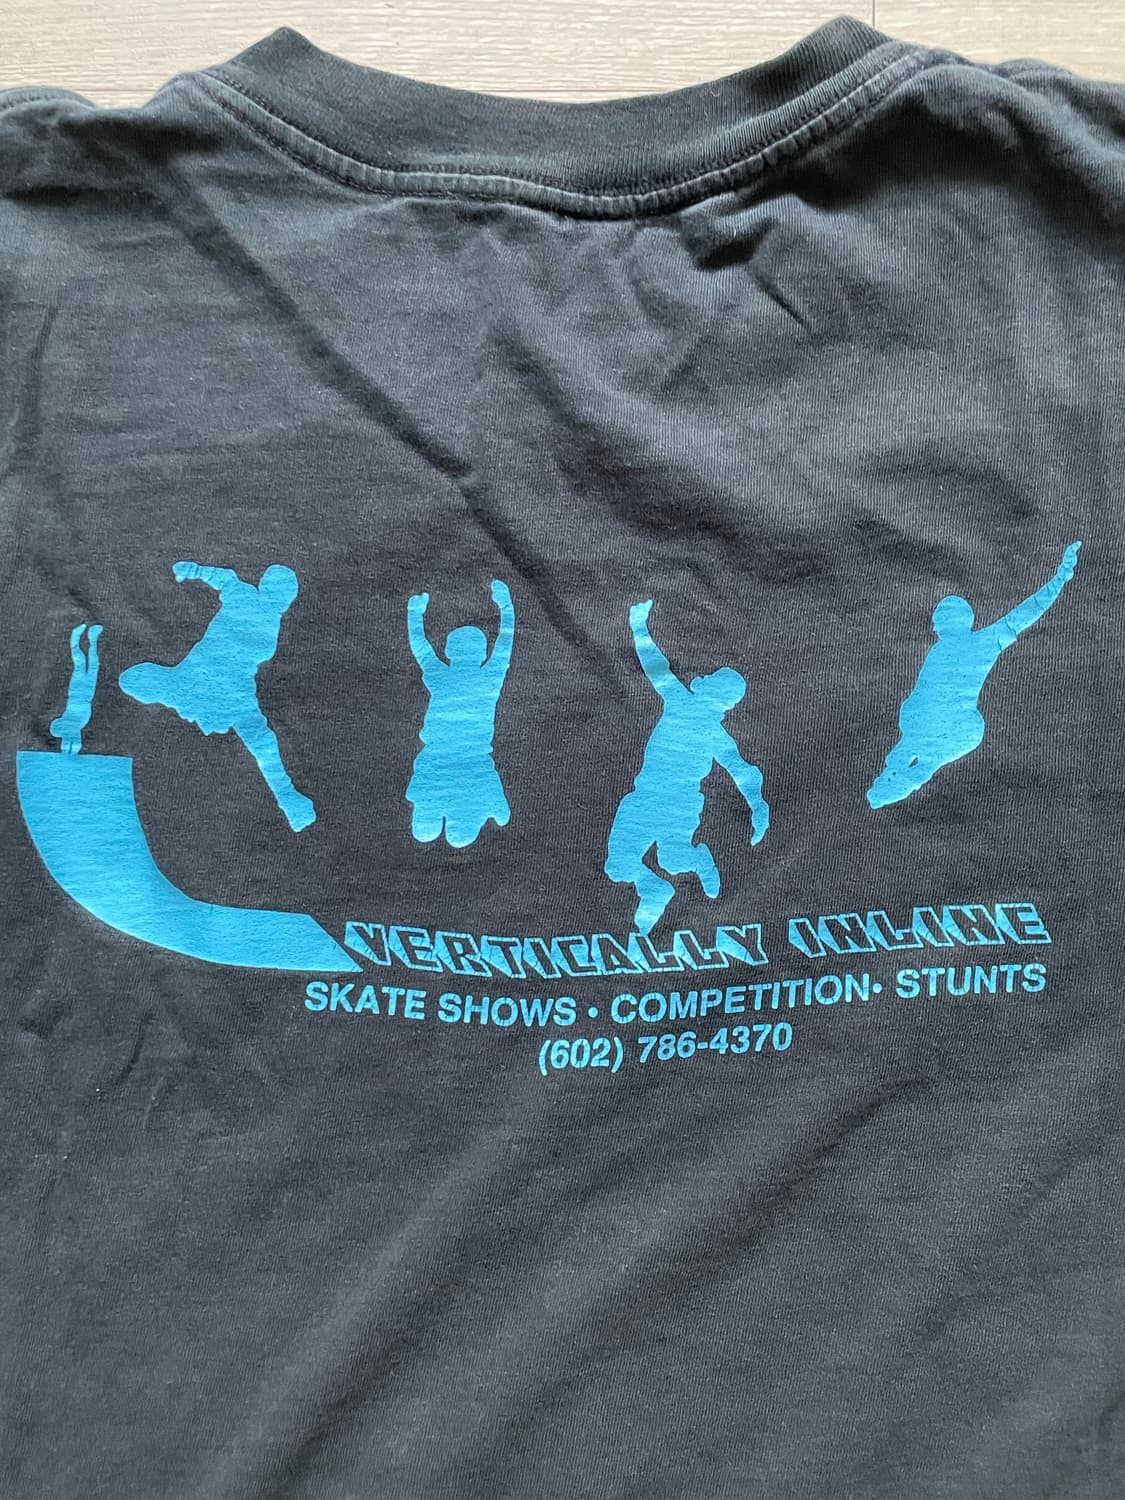 VERTICALLY INLINE
SKATE SHOWS • COMPETITION • STUNTS
(602) 786-4370